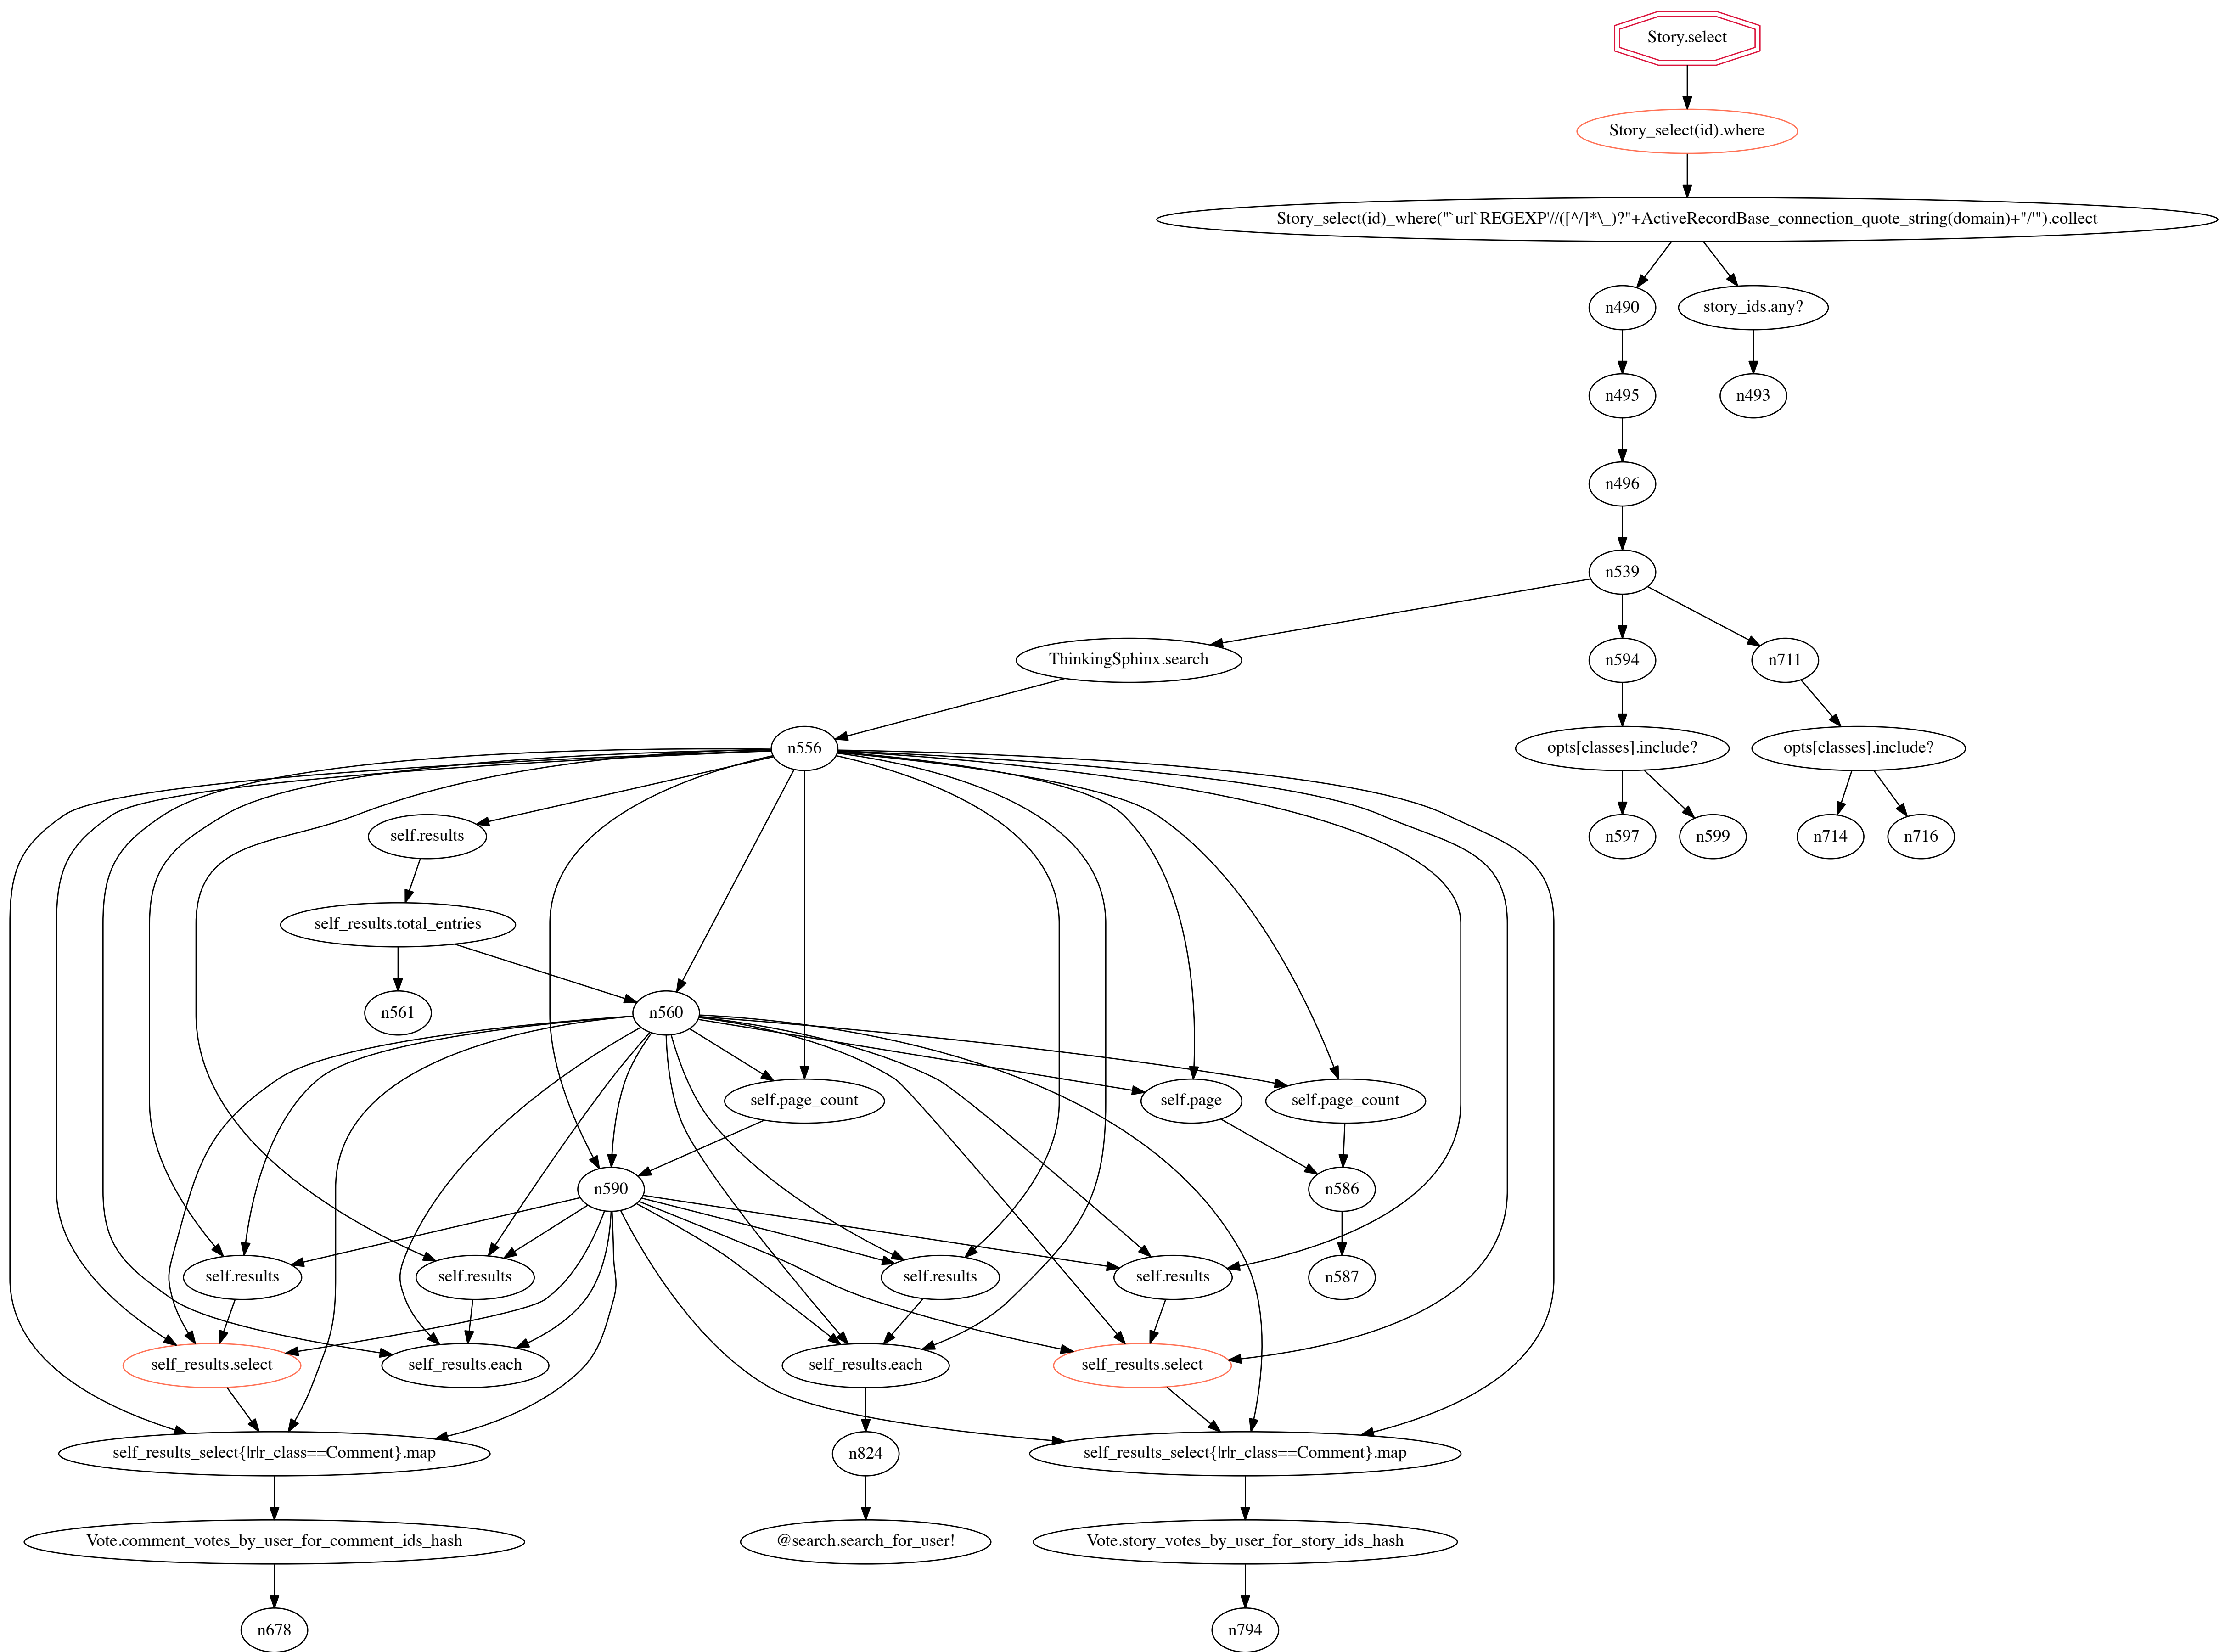 Story.select
Story_select(id).where
Story_select(id)_where("`url`REGEXP'//([^/]*\_)?"+ActiveRecordBase_connection_quote_string(domain)+"/'").collect
n490
story_ids.any?
n495
n493
n496
n539
ThinkingSphinx.search
n594
n711
n556
opts[classes].include?
opts[classes].include?
self.results
n597
n599
n714
n716
self_results.total_entries
n561
n560
self.page_count
self.page
self.page_count
n590
n586
self.results
self.results
self.results
self.results
n587
self_results.select
self_results.each
self_results.each
self_results.select
self_results_select{|r|r_class==Comment}.map
n824
self_results_select{|r|r_class==Comment}.map
Vote.comment_votes_by_user_for_comment_ids_hash
@search.search_for_user!
Vote.story_votes_by_user_for_story_ids_hash
n678
n794